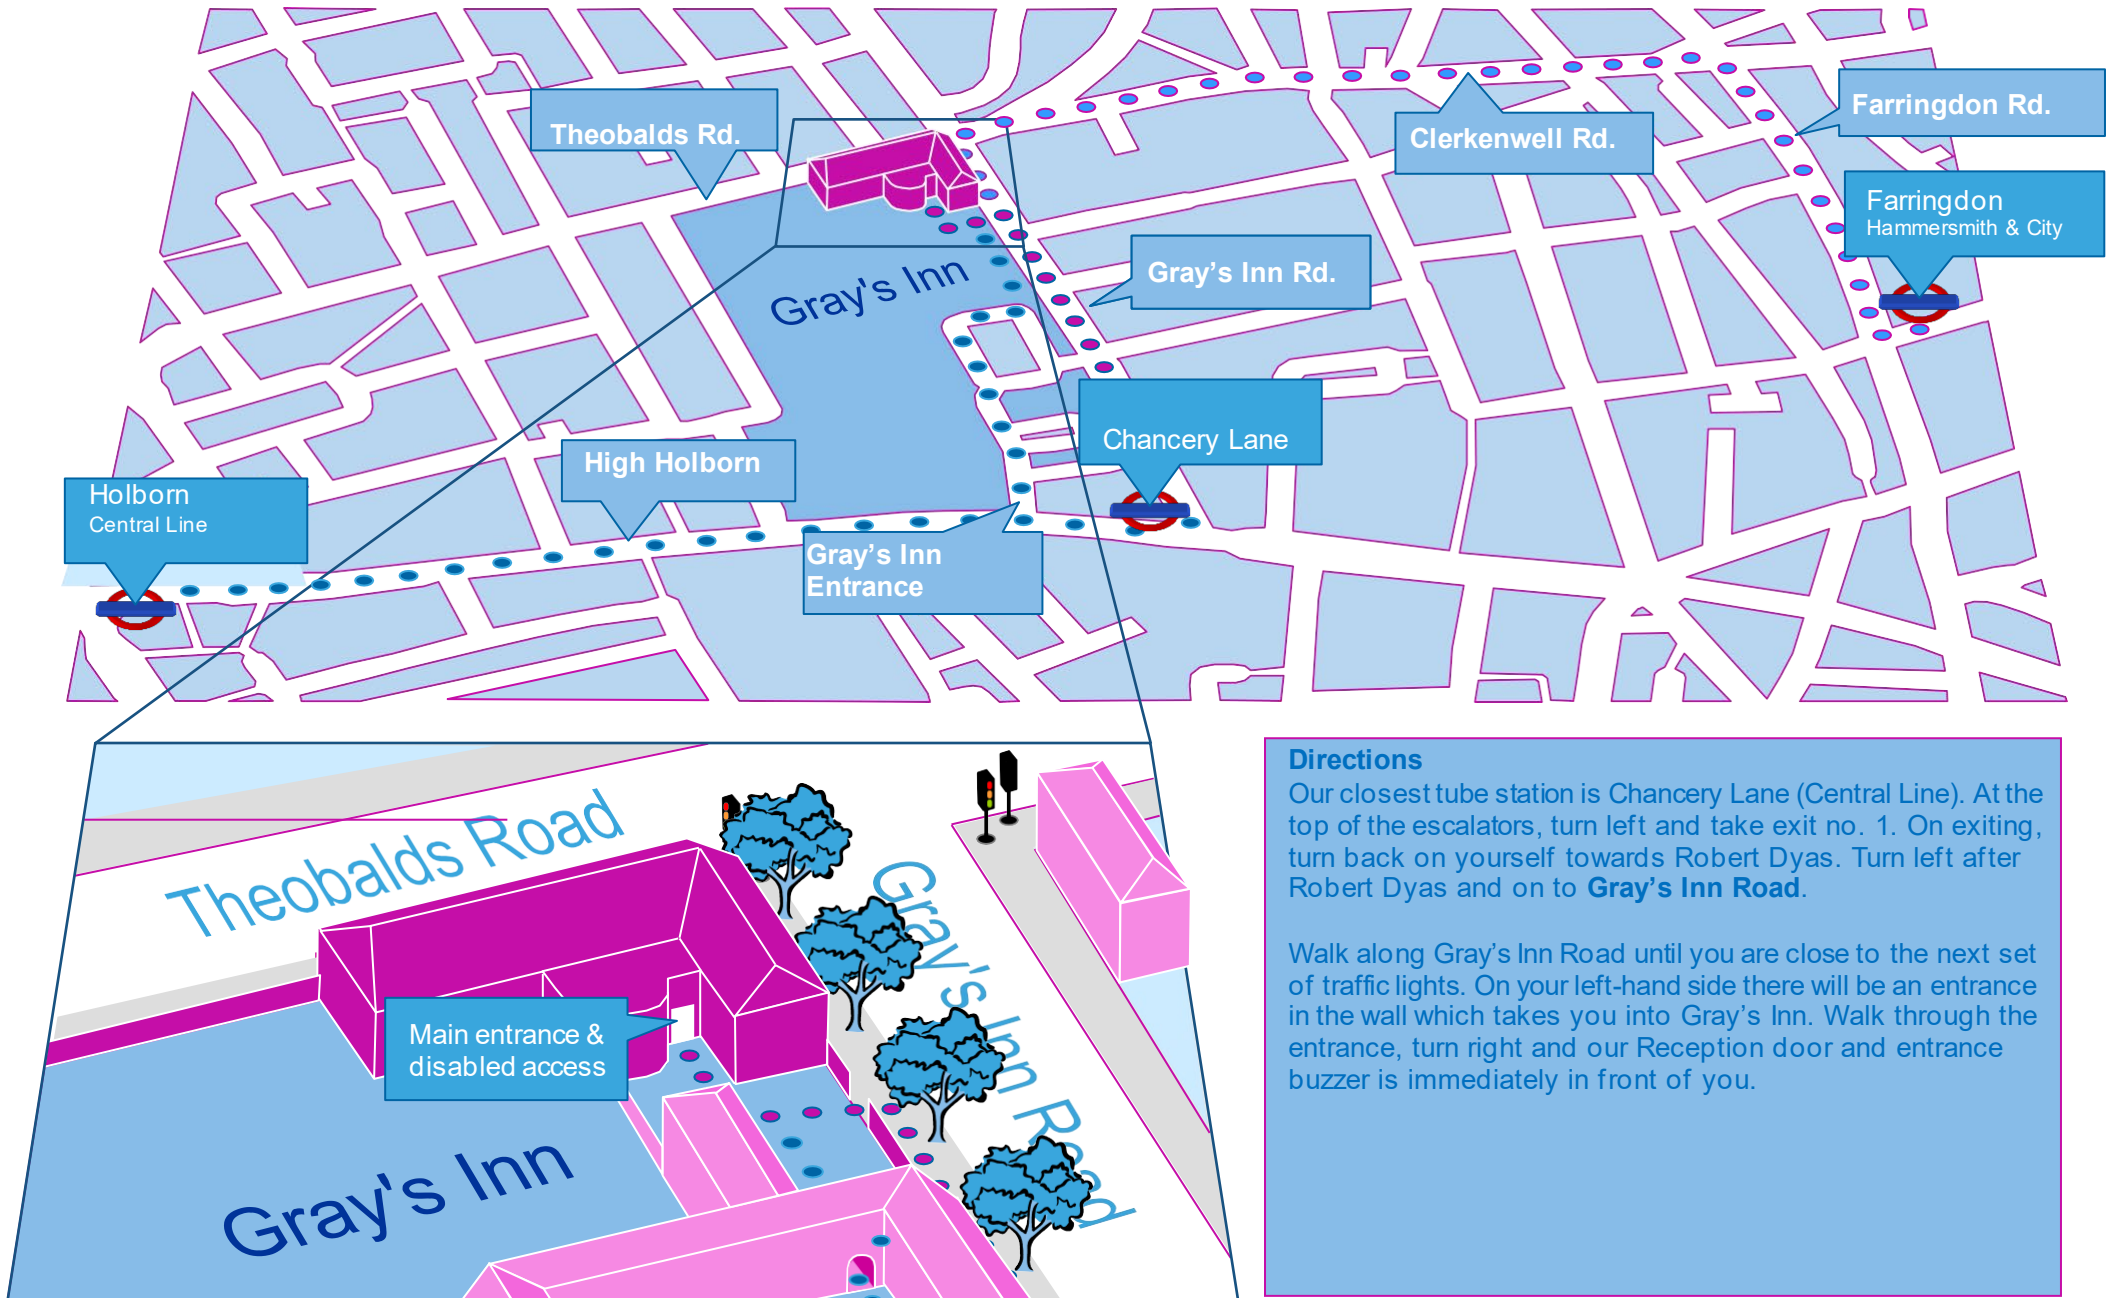 Theobalds Rd.
Farringdon Rd.
Clerkenwell Rd.
Farringdon
Hammersmith & City
Gray's Inn
Gray’s Inn Rd.
Chancery Lane
High Holborn
Holborn
Central Line
Gray’s Inn
Entrance
Theobalds Road
Gray's Inn Road
Main entrance &
disabled access
Gray's Inn
Directions
Our closest tube station is Chancery Lane (Central Line). At the
top of the escalators, turn left and take exit no. 1. On exiting,
turn back on yourself towards Robert Dyas. Turn left after
Robert Dyas and on to Gray’s Inn Road.
Walk along Gray’s Inn Road until you are close to the next set
of traffic lights. On your left-hand side there will be an entrance
in the wall which takes you into Gray’s Inn. Walk through the
entrance, turn right and our Reception door and entrance
buzzer is immediately in front of you.